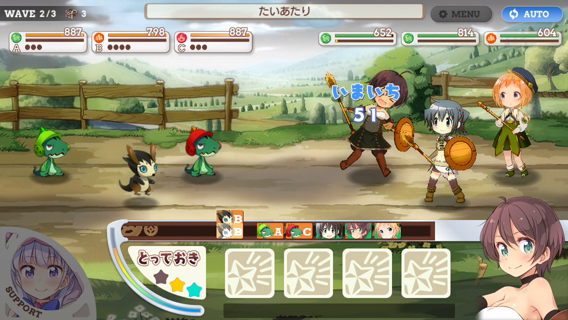 WAVE 2/3 3
たいあたり
MENU
AUTO
887
798
887
652
814
604
A
B
C
いまいち
51
B
B
A
C
とっておき
SUPPORT